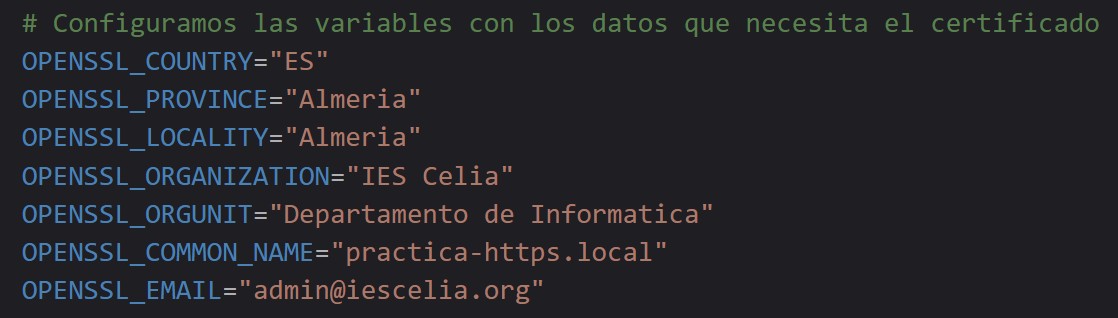 # Configuramos las variables con los datos que necesita el certificado
OPENSSL_COUNTRY="ES"
OPENSSL_PROVINCE="Almeria"
OPENSSL_LOCALITY="Almeria"
OPENSSL_ORGANIZATION="IES Celia"
OPENSSL_ORGUNIT="Departamento de Informatica"
OPENSSL_COMMON_NAME="practica-https.local"
OPENSSL_EMAIL="admin@iescelia.org"